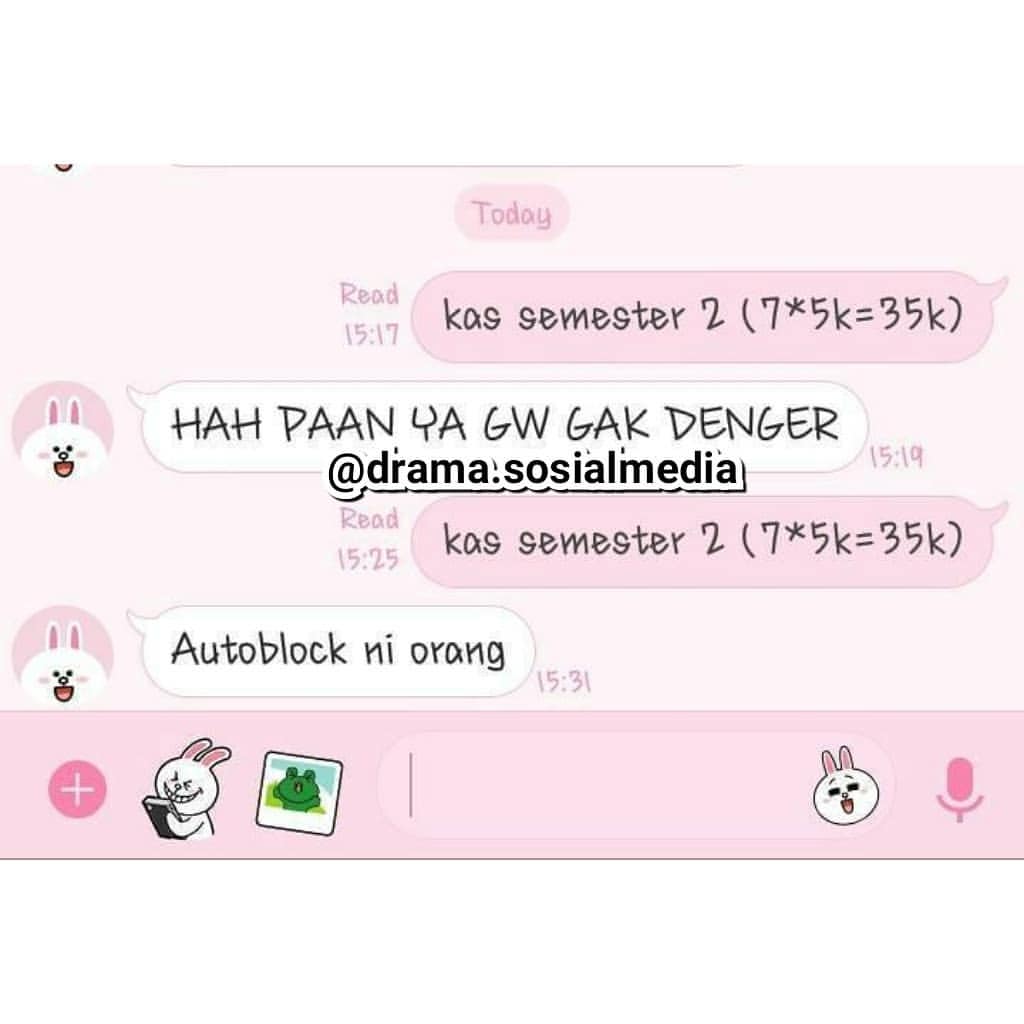 Today
kas semester 2 (7*5k=35k)
Read
15:17
HAH PAAN YA GW GAK DENGER
15:19
@drama.sosialmedia
kas semester 2 (7*5k=35k)
Read
15:25
Autoblock ni orang
15:31